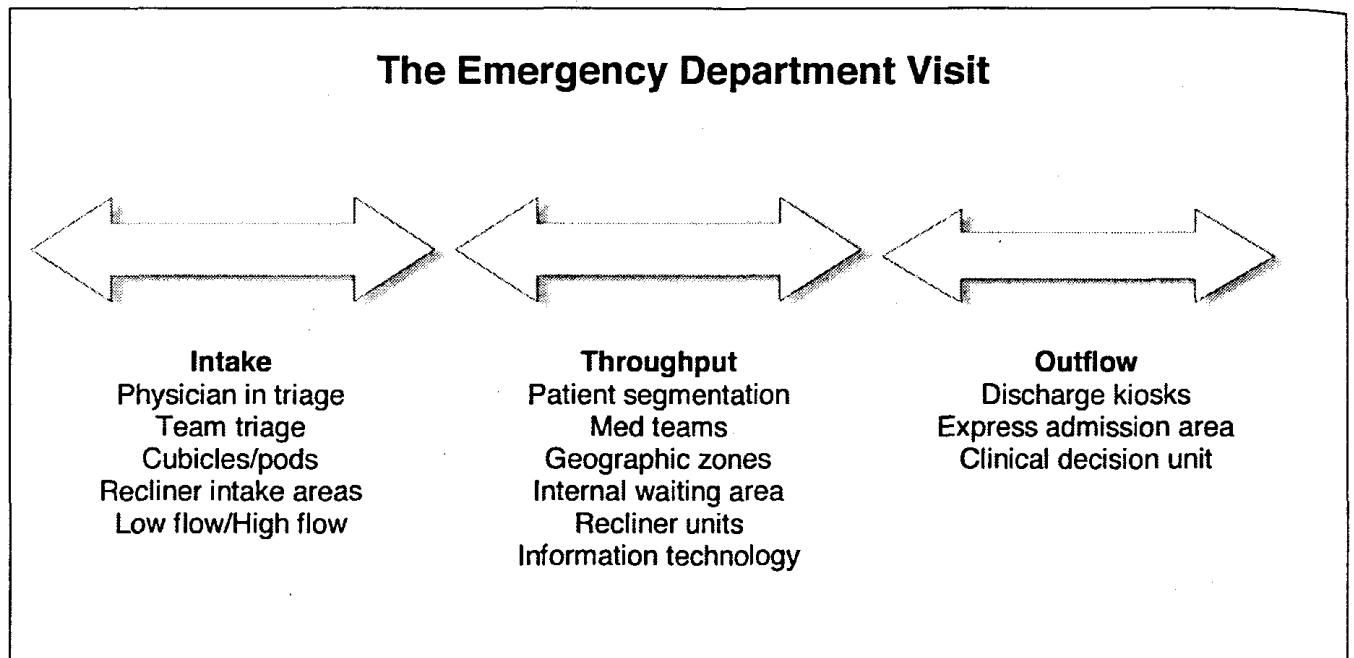 The Emergency Department Visit
Intake
Physician in triage
Team triage
Cubicles/pods
Recliner intake areas
Low flow/High flow
Throughput
Patient segmentation
Med teams
Geographic zones
Internal waiting area
Recliner units
Information technology
Outflow
Discharge kiosks
Express admission area
Clinical decision unit